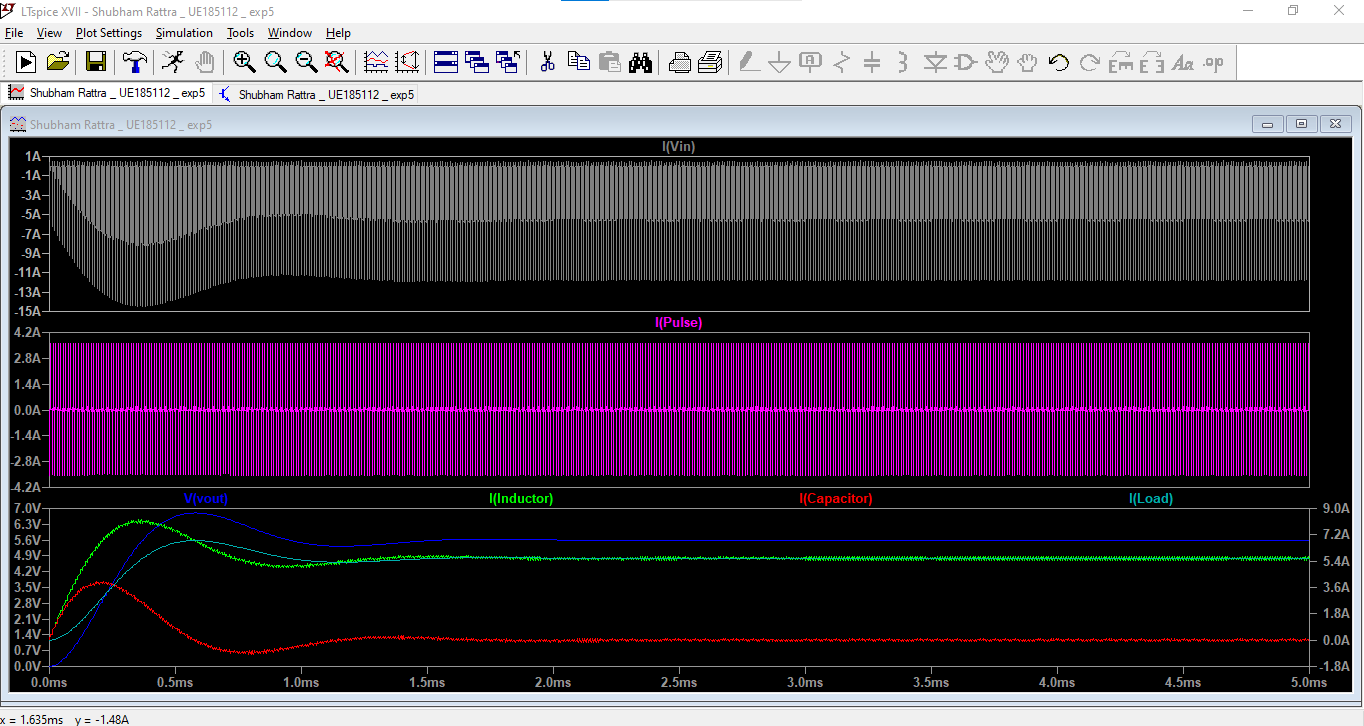 LTspice XVII - Shubham Rattra _ UE185112 _ exp5
File View Plot Settings Simulation Tools Window Help
Shubham Rattra _ UE185112 _ exp5 Shubham Rattra _ UE185112 _ exp5
Shubham Rattra _ UE185112 _ exp5
I(Vin)
1A
-1A
-3A
-5A
-7A
-9A
-11A
-13A
-15A
I(Pulse)
4.2A
2.8A
1.4A
0.0A
-1.4A
-2.8A
-4.2A
V(vout) I(Inductor) I(Capacitor) I(Load)
7.0V 9.0A
6.3V
5.6V 7.2A
4.9V 5.4A
4.2V
3.5V 3.6A
2.8V
2.1V 1.8A
1.4V 0.0A
0.7V
0.0V -1.8A
0.0ms 0.5ms 1.0ms 1.5ms 2.0ms 2.5ms 3.0ms 3.5ms 4.0ms 4.5ms 5.0ms
x = 1.635ms y = -1.48A